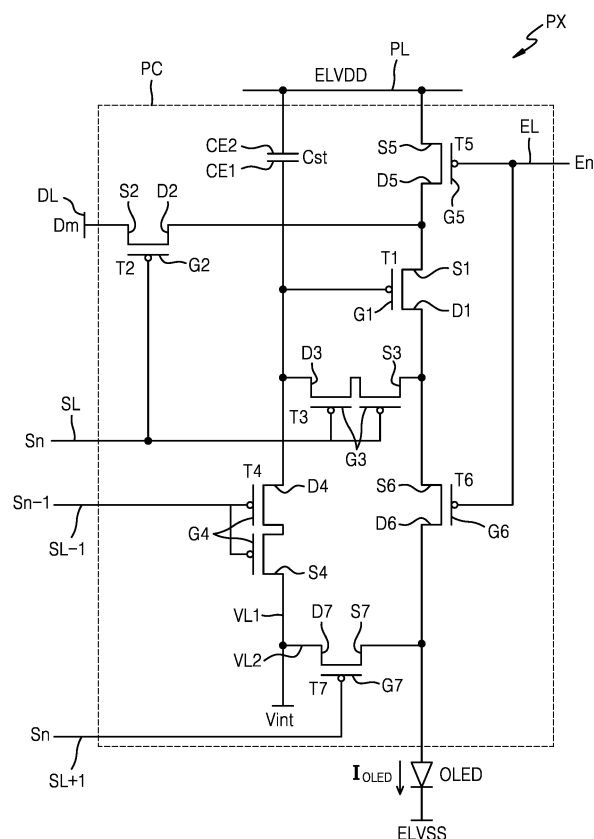 PX
PC
ELVDD
PL
CE2
CE1
Cst
S5
T5
D5
G5
EL
En
DL
Dm
S2
D2
T2
G2
T1
S1
G1
D1
D3
S3
SL
Sn
T3
G3
Sn-1
SL-1
T4
D4
G4
S4
S6
T6
D6
G6
VL1
VL2
D7
S7
T7
G7
Vint
Sn
SL+1
IOLED
OLED
ELVSS